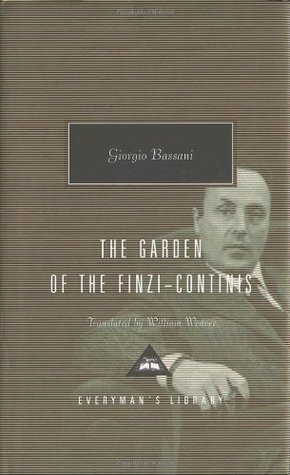 Giorgio Bassani
THE GARDEN
OF THE FINZI-CONTINIS
Translated by William Weaver
EVERYMAN'S LIBRARY